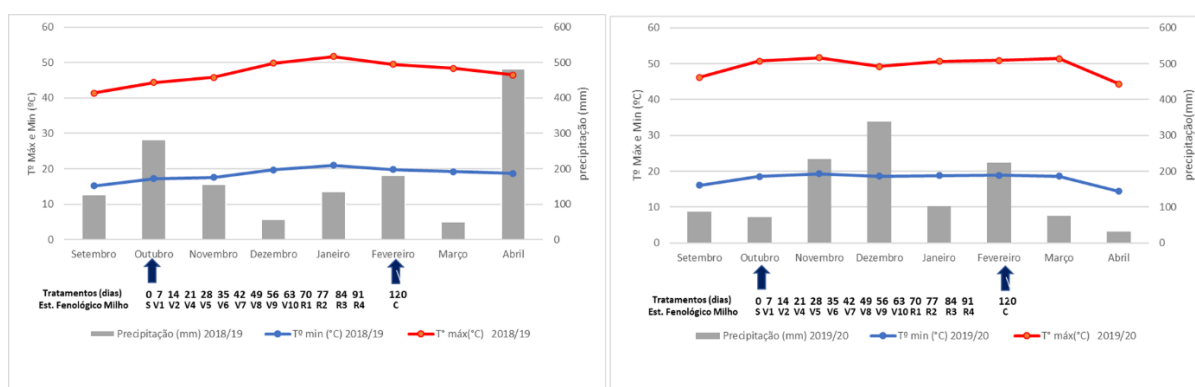 60
50
40
30
20
10
0
Tº Máx e Min (ºC)
600
500
400
300
200
100
0
precipitação(mm)
Setembro Outubro Novembro Dezembro Janeiro Fevereiro Março Abril
Tratamentos (dias) 0 7 14 21 28 35 42 49 56 63 70 77 84 91 120
Est. Fenológico Milho S V1 V2 V4 V5 V6 V7 V8 V9 V10 R1 R2 R3 R4 C
Precipitação (mm) 2018/19 Tº min (°C) 2018/19 T° máx(°C) 2018/19
60
50
40
30
20
10
0
Tº Máx e Min (ºC)
600
500
400
300
200
100
0
precipitação(mm)
Setembro Outubro Novembro Dezembro Janeiro Fevereiro Março Abril
Tratamentos (dias) 0 7 14 21 28 35 42 49 56 63 70 77 84 91 120
Est. Fenológico Milho S V1 V2 V4 V5 V6 V7 V8 V9 V10 R1 R2 R3 R4 C
Precipitação (mm) 2019/20 Tº min (°C) 2019/20 T° máx(°C) 2019/20